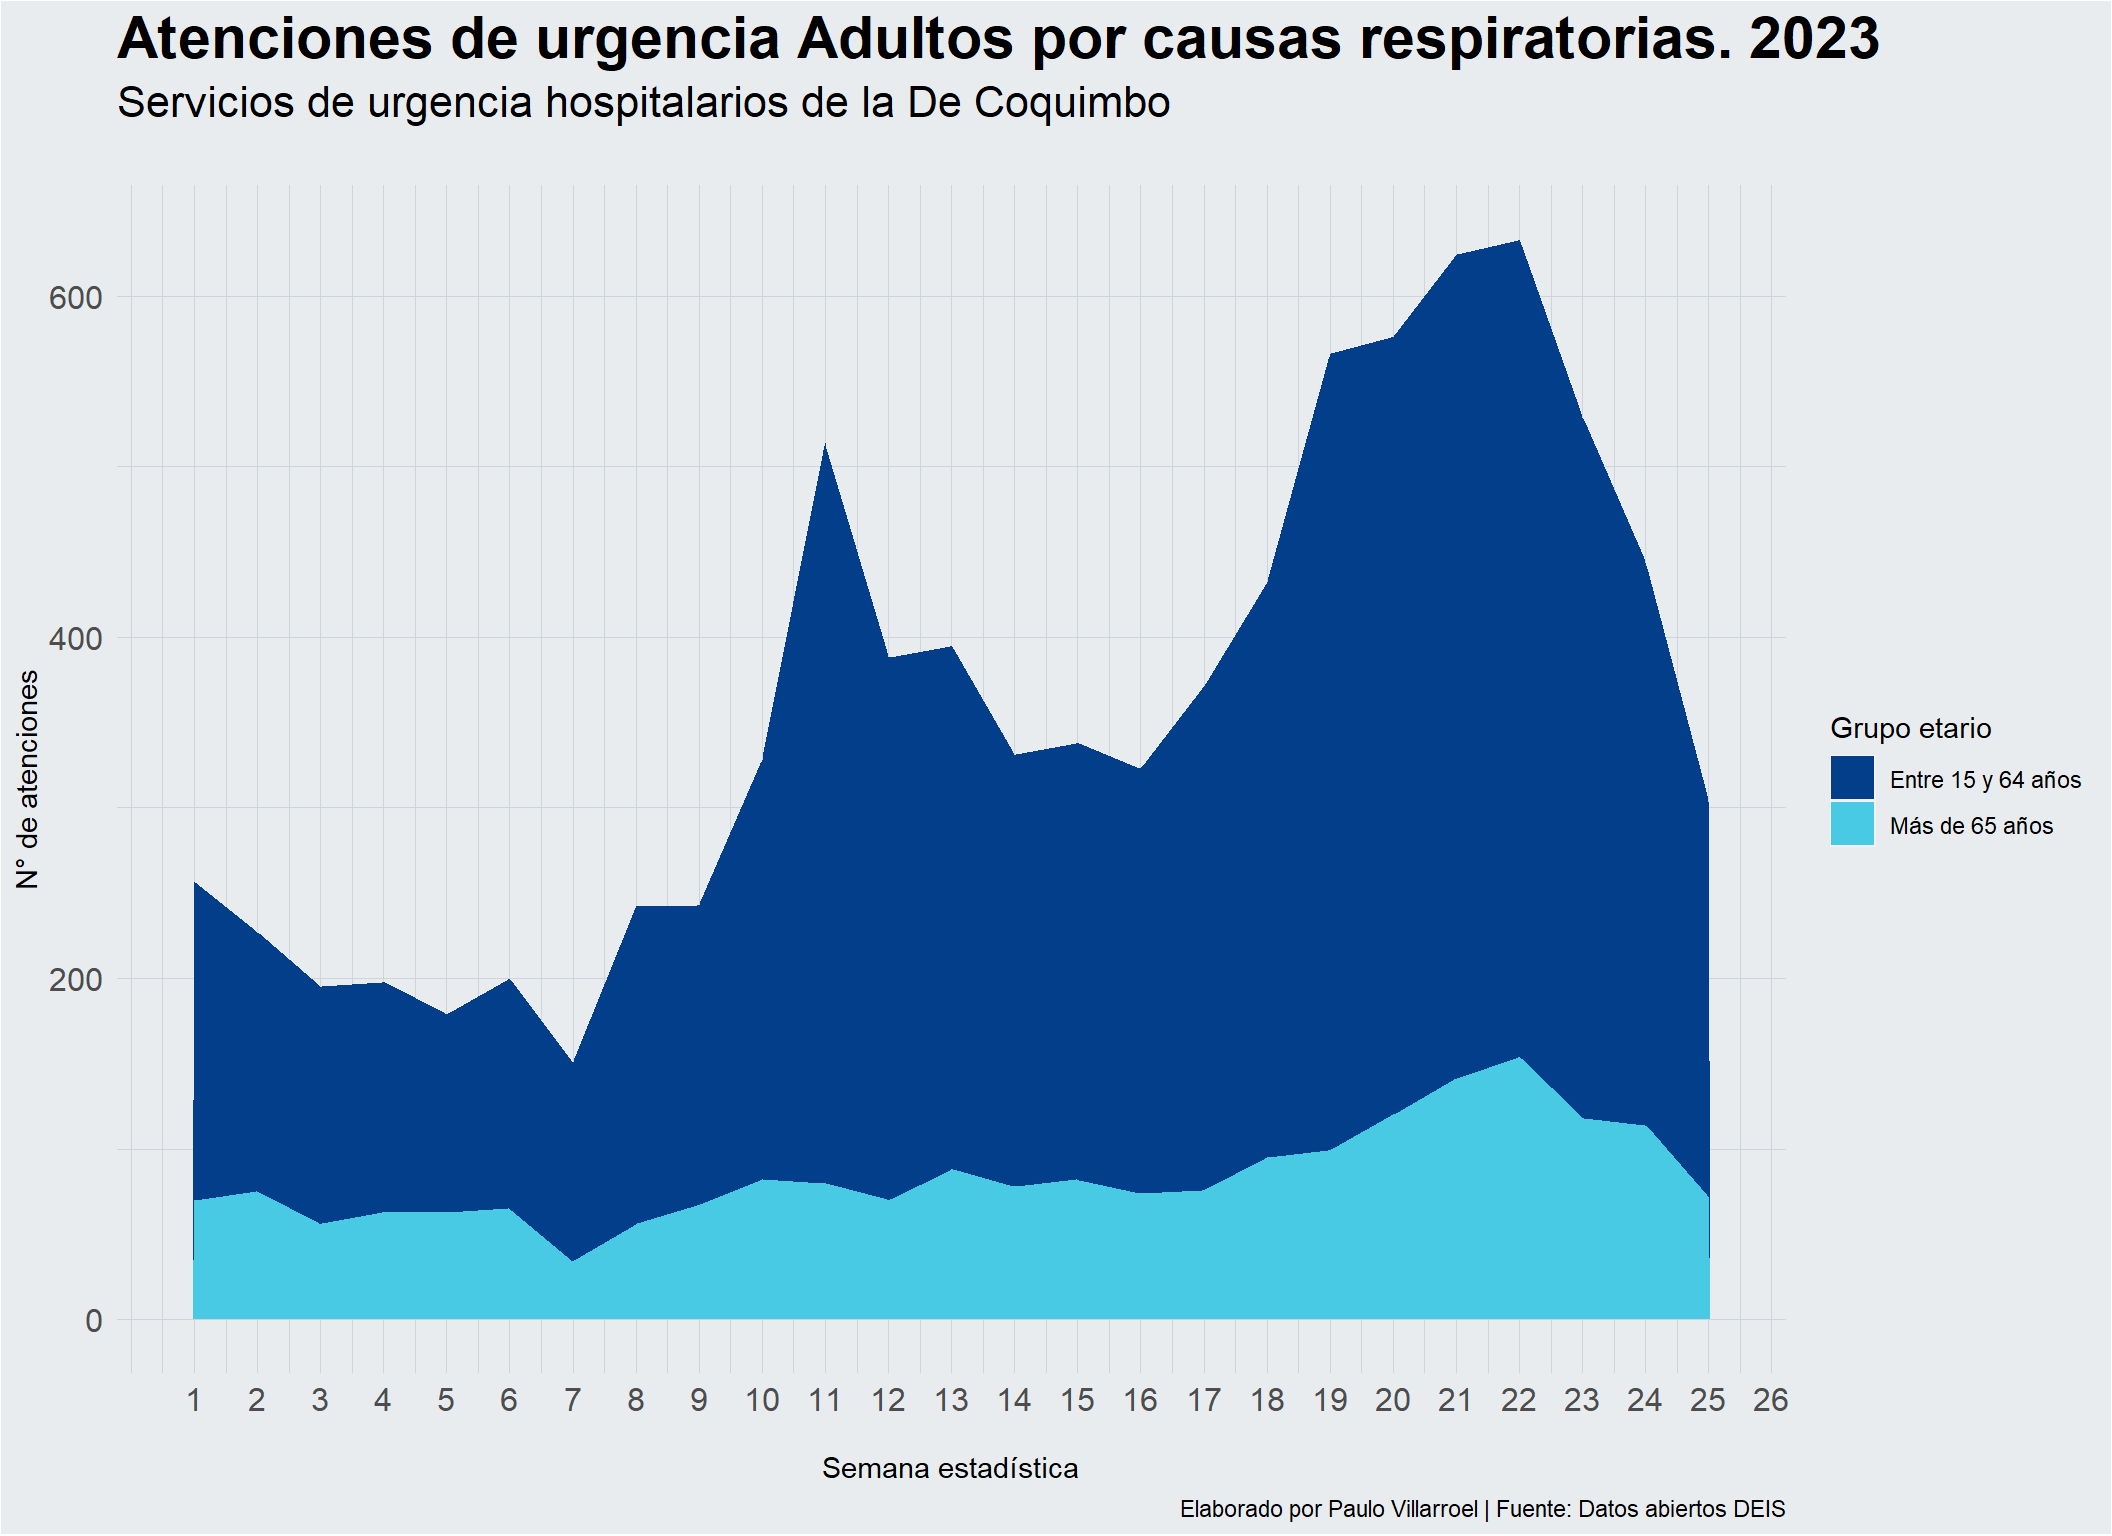 Atenciones de urgencia Adultos por causas respiratorias. 2023
Servicios de urgencia hospitalarios de la De Coquimbo
600
400
200
0
N° de atenciones
1 2 3 4 5 6 7 8 9 10 11 12 13 14 15 16 17 18 19 20 21 22 23 24 25 26
Semana estadística
Grupo etario
Entre 15 y 64 años
Más de 65 años
Elaborado por Paulo Villarroel | Fuente: Datos abiertos DEIS